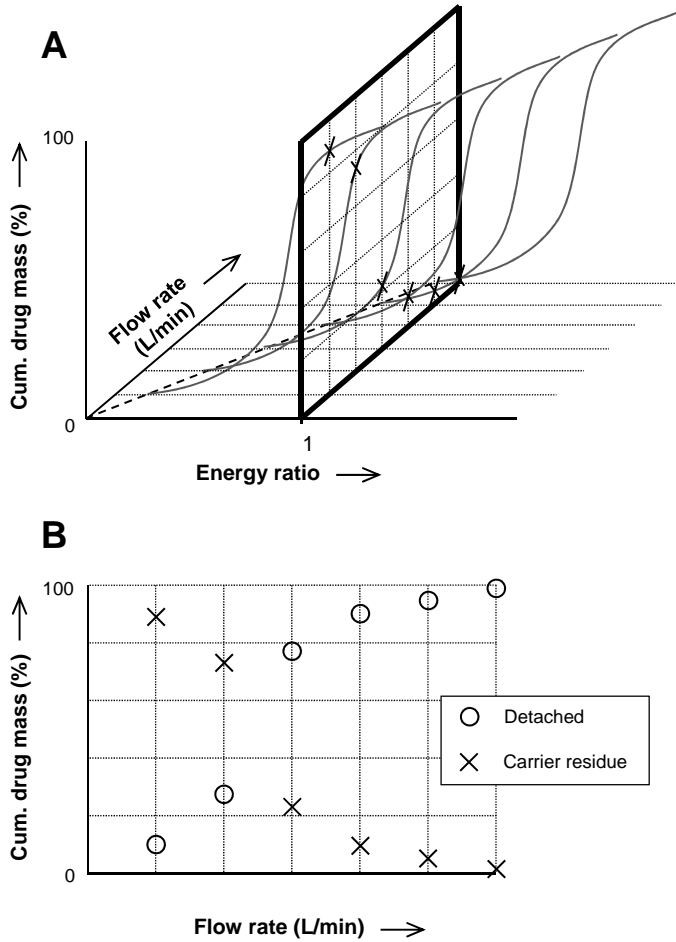 A
Cum. drug mass (%)
100
0
Flow rate
(L/min)
1
Energy ratio
B
Cum. drug mass (%)
100
0
Detached
Carrier residue
Flow rate (L/min)